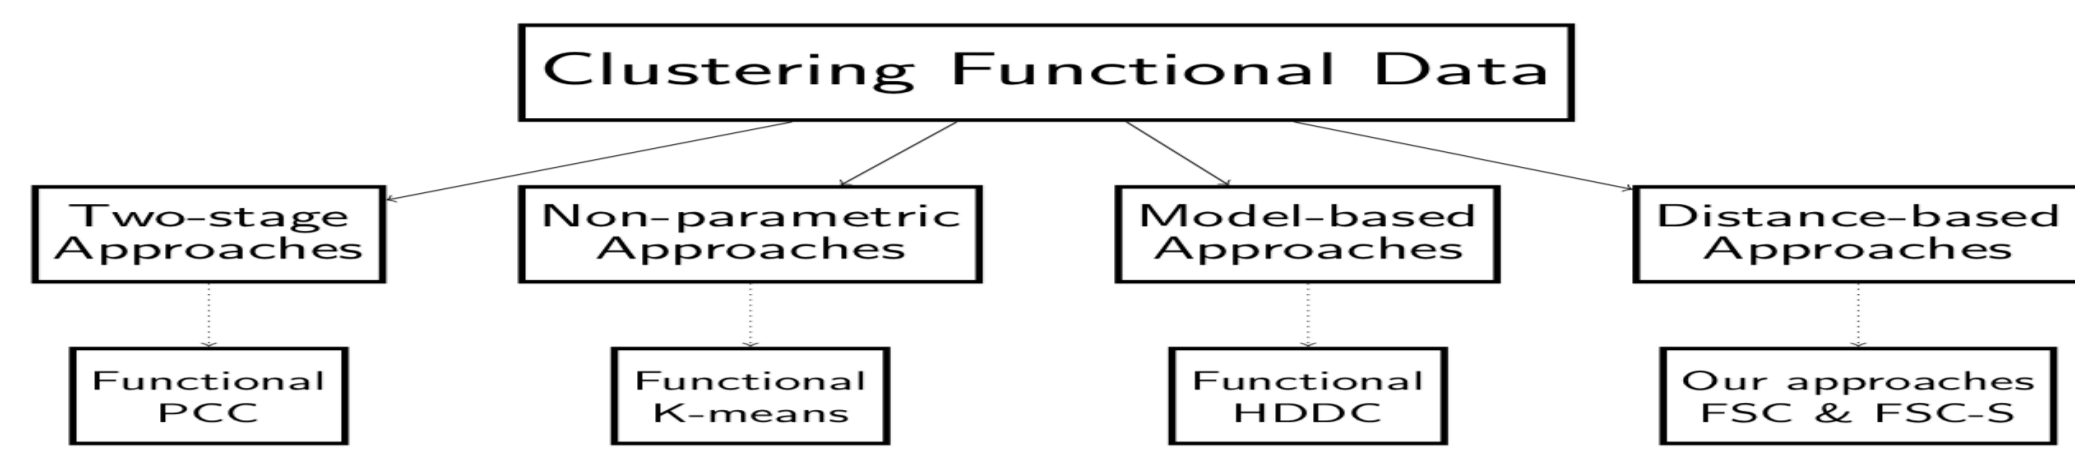 Clustering Functional Data
Two-stage
Approaches
Non-parametric
Approaches
Model-based
Approaches
Distance-based
Approaches
Functional
PCC
Functional
K-means
Functional
HDDC
Our approaches
FSC & FSC-S